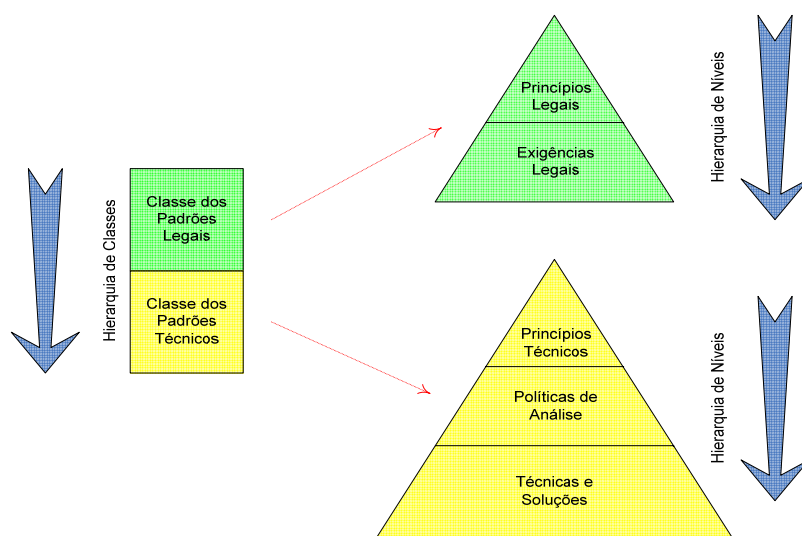 Hierarquia de Classes
Classe dos
Padrões
Legais
Classe dos
Padrões
Técnicos
Princípios
Legais
Exigências
Legais
Hierarquia de Níveis
Princípios
Técnicos
Políticas de
Análise
Técnicas e
Soluções
Hierarquia de Níveis